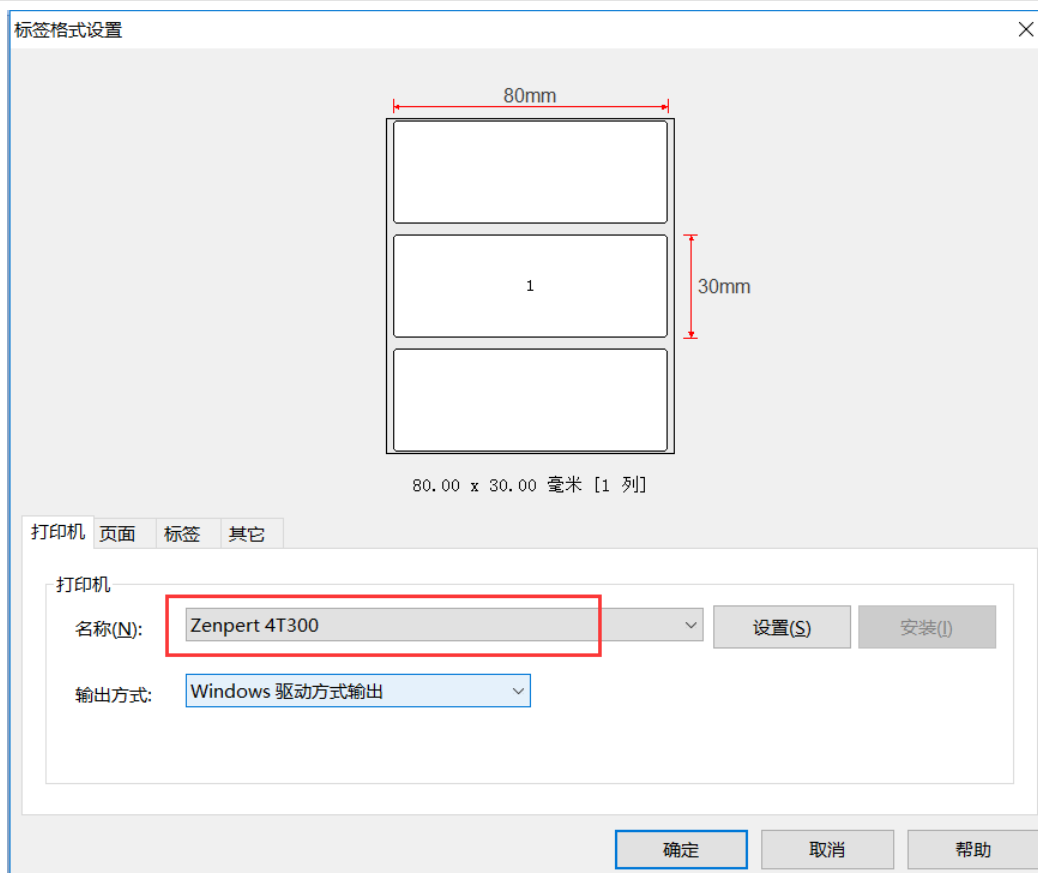 标签格式设置
80mm
1
30mm
80.00 x 30.00 毫米 [1 列]
打印机 页面 标签 其它
打印机
名称(N): Zenpert 4T300 设置(S) 安装(I)
输出方式: Windows 驱动方式输出
确定 取消 帮助